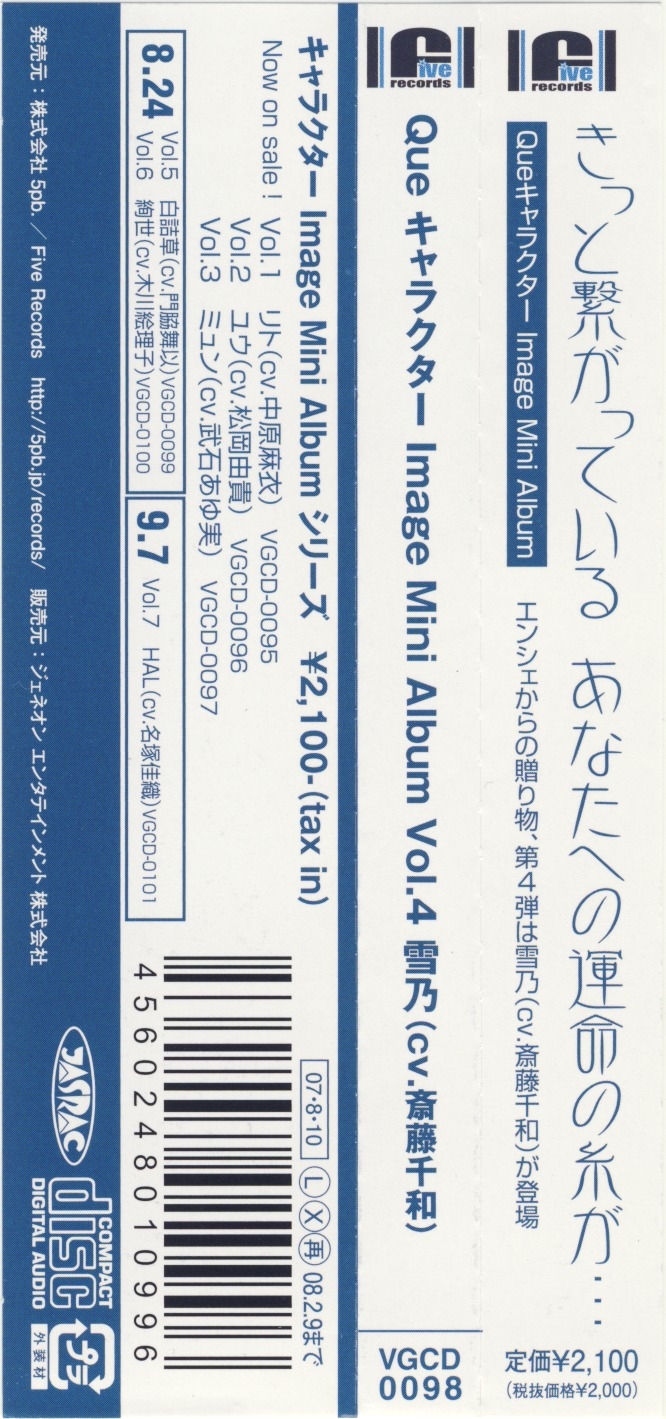 five records
きっと繋がっている あなたへの運命の糸が…
Queキャラクター Image Mini Album
エンシェからの贈り物、第4弾は雪乃(cv.斎藤千和)が登場
定価¥2,100
(税抜価格¥2,000)
five records
Que キャラクター Image Mini Album Vol.4 雪乃(cv.斎藤千和)
VGCD
0098
キャラクター Image Mini Album シリーズ ¥2,100-(tax in)
Now on sale! Vol.1 リト(cv.中原麻衣) VGCD-0095
Vol.2 ユウ(cv.松岡由貴) VGCD-0096
Vol.3 ミュン(cv.武石あゆ実) VGCD-0097
8.24 Vol.5 白詰草(cv.門脇舞以)VGCD-0099
Vol.6 絢世(cv.木川絵理子)VGCD-0100
9.7 Vol.7 HAL(cv.名塚佳織)VGCD-0101
07・8・10 Ⓛ Ⓧ ㊢ 08.2.9まで
4560248010996
発売元:株式会社 5pb. / Five Records http://5pb.jp/records/ 販売元:ジェネオン エンタテインメント 株式会社
JASRAC
COMPACT
disc
DIGITAL AUDIO
プラ
外装材